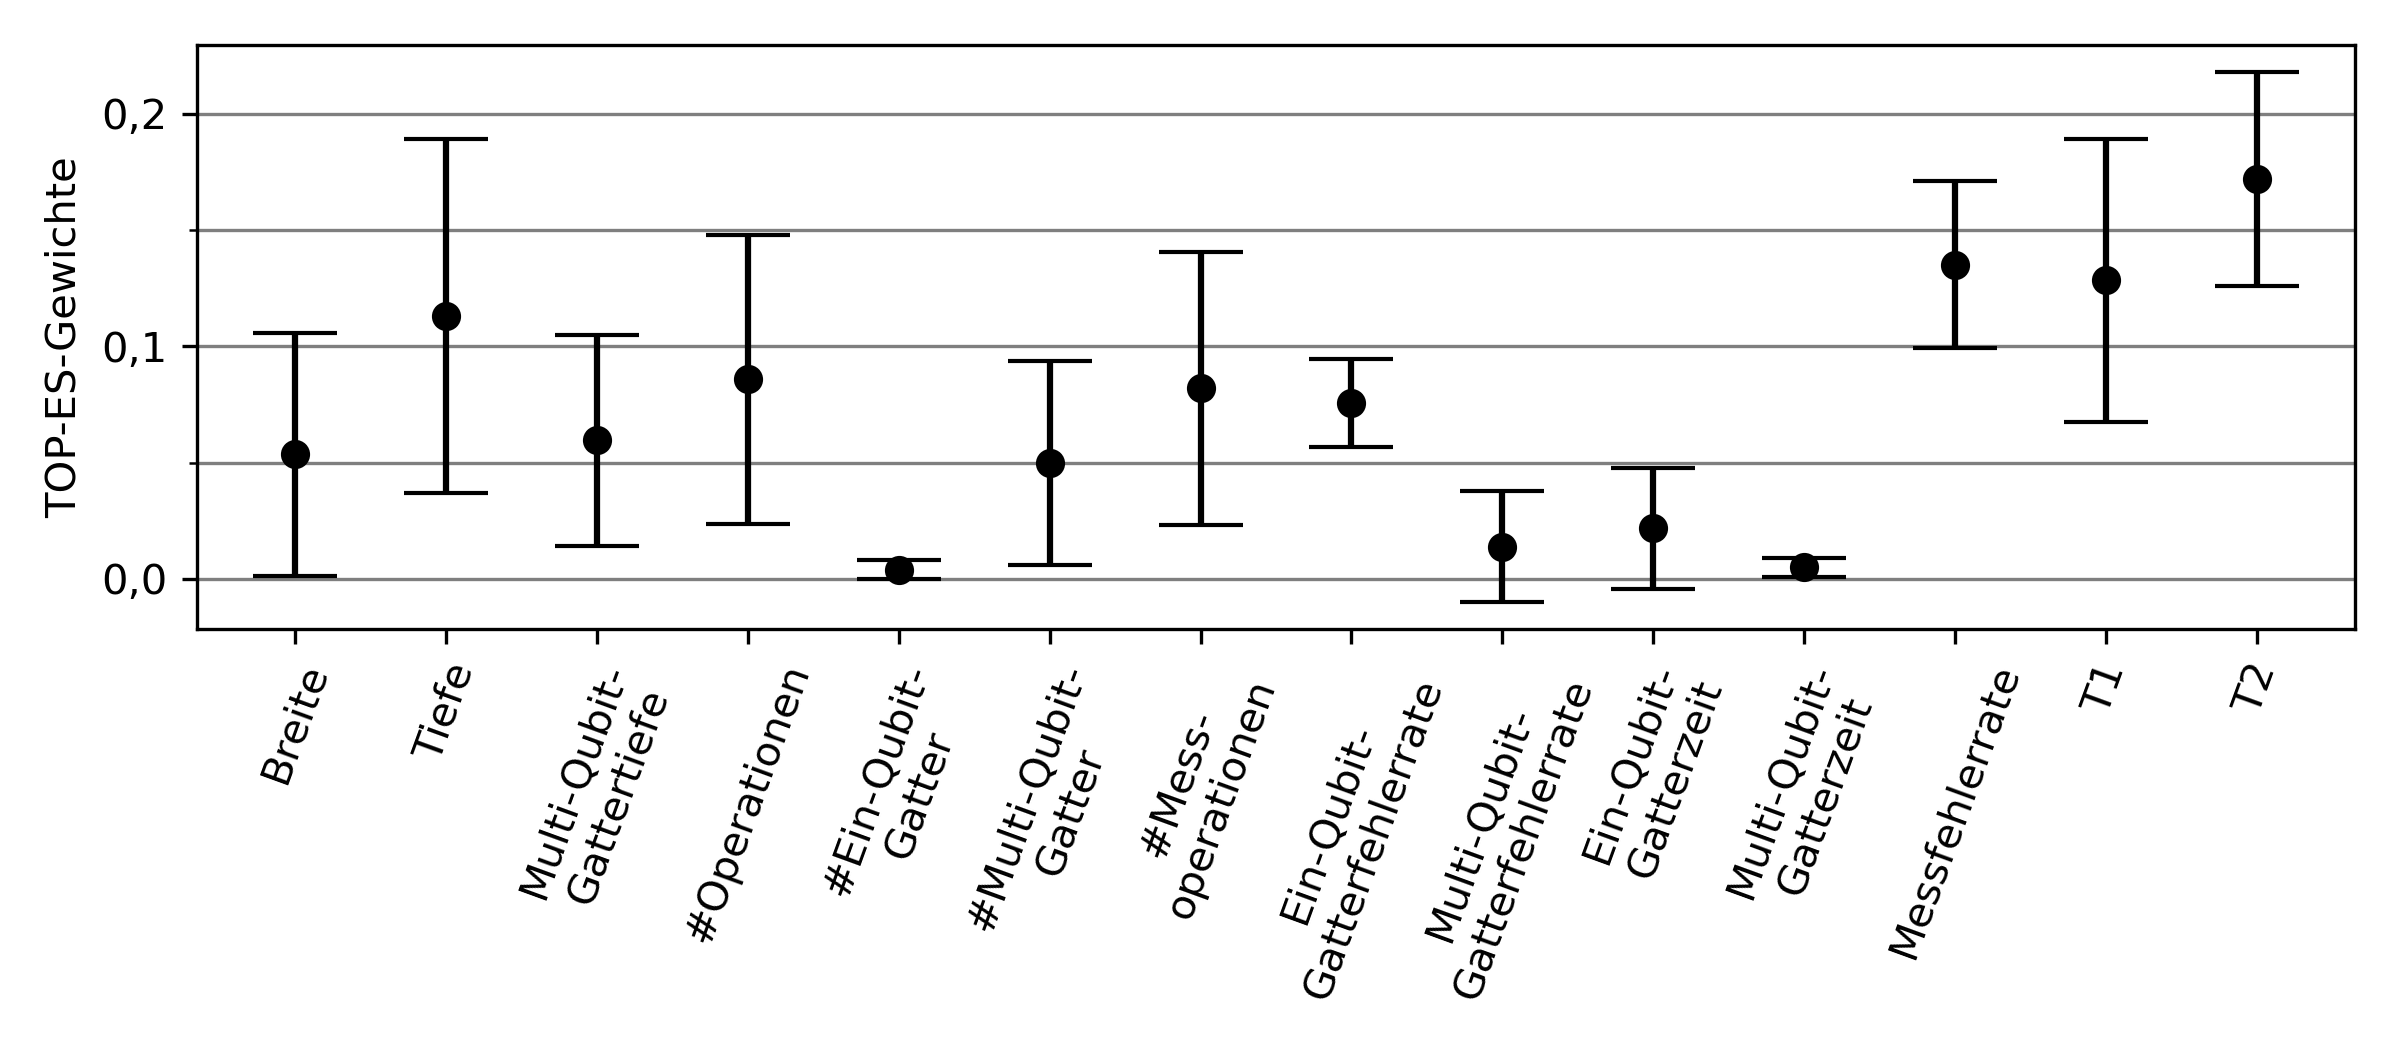 TOP-ES-Gewichte
0,2
0,1
0,0
Breite
Tiefe
Multi-Qubit-
Gattertiefe
#Operationen
#Ein-Qubit-
Gatter
#Multi-Qubit-
Gatter
#Mess-
operationen
Ein-Qubit-
Gatterfehlerrate
Multi-Qubit-
Gatterfehlerrate
Ein-Qubit-
Gatterzeit
Multi-Qubit-
Gatterzeit
Messfehlerrate
T1
T2